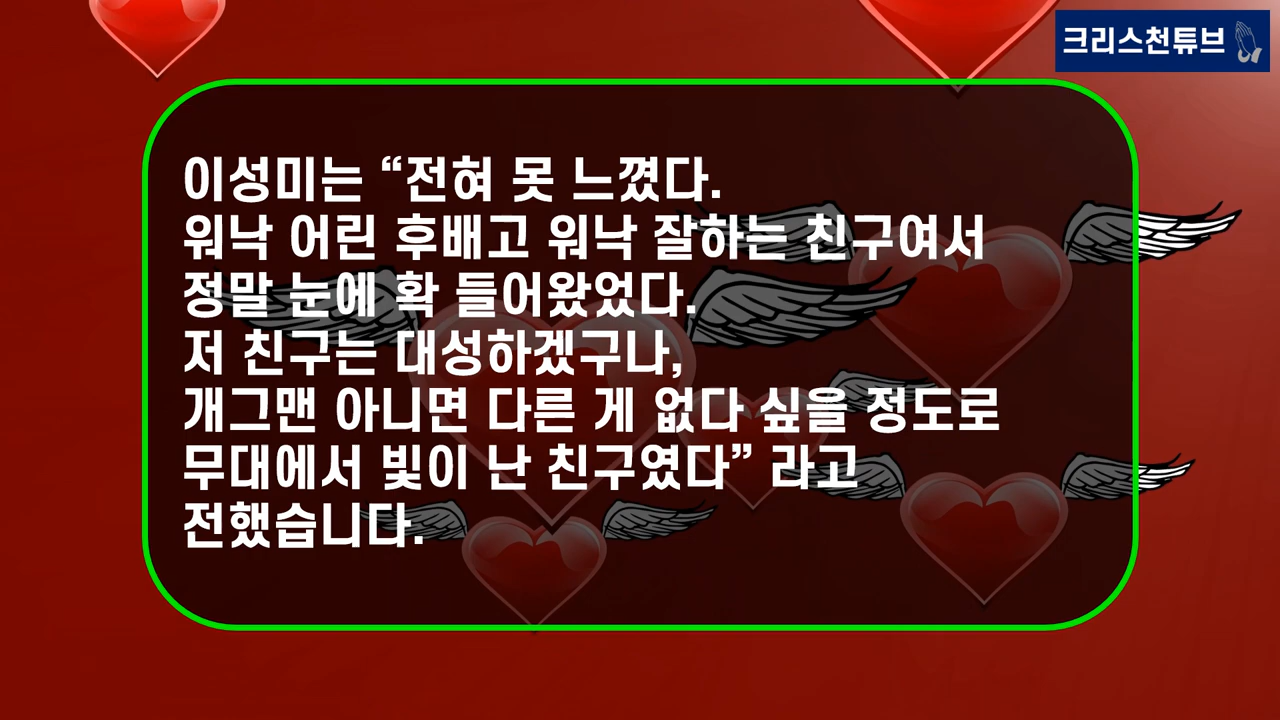 크리스천튜브
이성미는 “전혀 못 느꼈다.
워낙 어린 후배고 워낙 잘하는 친구여서
정말 눈에 확 들어왔었다.
저 친구는 대성하겠구나,
개그맨 아니면 다른 게 없다 싶을 정도로
무대에서 빛이 난 친구였다” 라고
전했습니다.